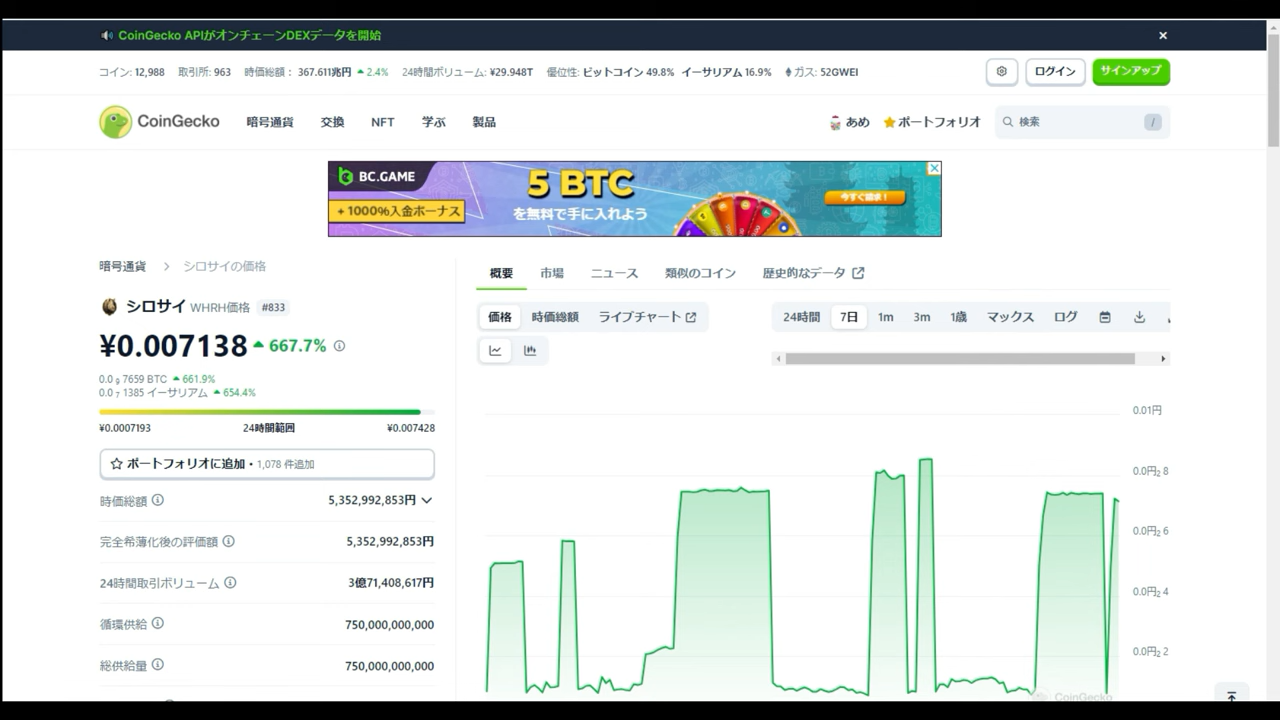 CoinGecko APIがオンチェーンDEXデータを開始
コイン: 12,988 取引所: 963 時価総額： 367.611兆円 2.4% 24時間ボリューム: ¥29.948T 優位性: ビットコイン 49.8% イーサリアム 16.9% ガス: 52GWEI
ログイン
サインアップ
CoinGecko
暗号通貨 交換 NFT 学ぶ 製品
あめ ポートフォリオ
検索 /
BC.GAME
+ 1000%入金ボーナス
5 BTC
を無料で手に入れよう
今すぐ請求！
暗号通貨 > シロサイの価格
シロサイ WHRH価格 #833
¥0.007138 667.7%
0.0₉7659 BTC 661.9%
0.0₇1385 イーサリアム 654.4%
¥0.0007193 24時間範囲 ¥0.007428
ポートフォリオに追加 • 1,078 件追加
時価総額 5,352,992,853円
完全希薄化後の評価額 5,352,992,853円
24時間取引ボリューム 3億71,408,617円
循環供給 750,000,000,000
総供給量 750,000,000,000
概要 市場 ニュース 類似のコイン 歴史的なデータ
価格 時価総額 ライブチャート
24時間 7日 1m 3m 1歳 マックス ログ
0.01円
0.0円₂8
0.0円₂6
0.0円₂4
0.0円₂2
CoinGecko